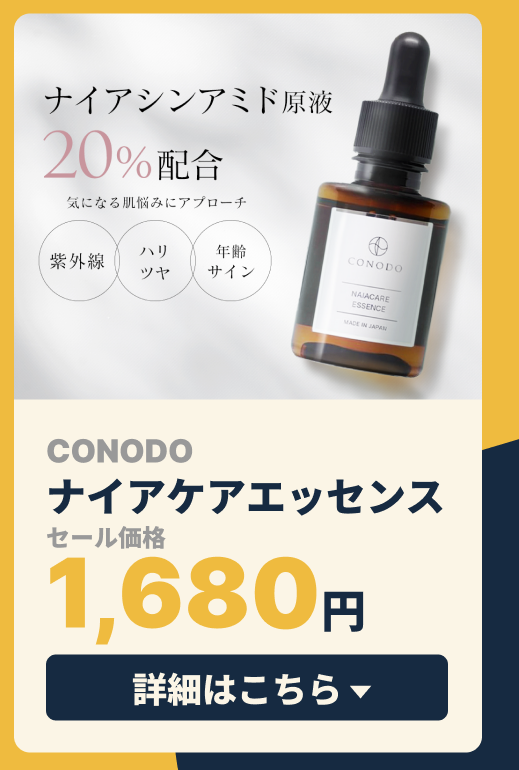 ナイアシンアミド原液
20%配合
気になる肌悩みにアプローチ
紫外線
ハリ
ツヤ
年齢
サイン
CONODO
NAIACARE
ESSENCE
MADE IN JAPAN
CONODO
ナイアケアエッセンス
セール価格
1,680円
詳細はこちら